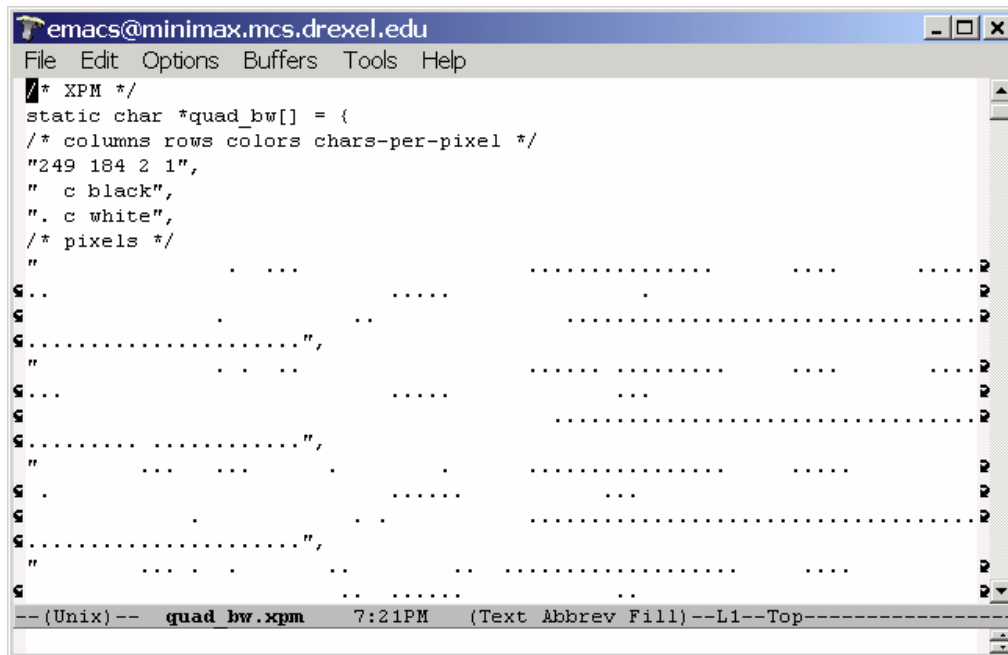 emacs@minimax.mcs.drexel.edu
File Edit Options Buffers Tools Help
/* XPM */
static char *quad_bw[] = {
/* columns rows colors chars-per-pixel */
"249 184 2 1",
"  c black",
". c white",
/* pixels */
"                . ...                   ...............      ....      .....
..                           .....                .
               .          ..                .................................
......................",
"               . .  ..                   ...... .........      ....       ....
...                          .....              ...
                                           ..................................
......... ............",
"         ...   ...       .        .       ................      .....
 .                           ......            ...
             .            . .            ....................................
......................",
"         ... .  .       ..        ..  ...................       ....
                         .. ......             ..
--(Unix)--  quad_bw.xpm    7:21PM   (Text Abbrev Fill)--L1--Top----------------